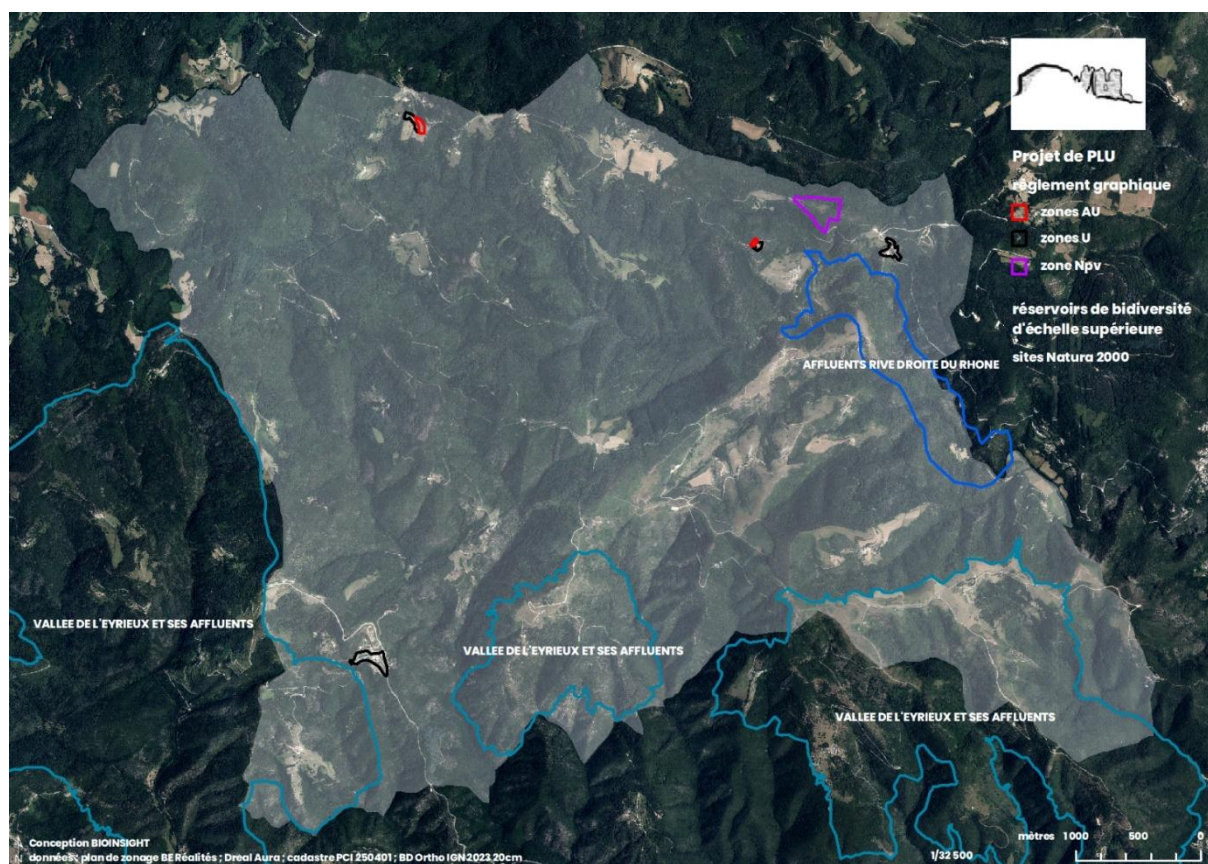 Projet de PLU
règlement graphique
zones AU
zones U
zone Npv
réservoirs de bidiversité
d'échelle supérieure
sites Natura 2000
AFFLUENTS RIVE DROITE DU RHONE
VALLEE DE L'EYRIEUX ET SES AFFLUENTS
VALLEE DE L'EYRIEUX ET SES AFFLUENTS
VALLEE DE L'EYRIEUX ET SES AFFLUENTS
mètres 1000 500 0
1/32 500
Conception BIOINSIGHT
N données : plan de zonage BE Réalités ; Dreal Aura ; cadastre PCI 250401 ; BD Ortho IGN 2023 20cm